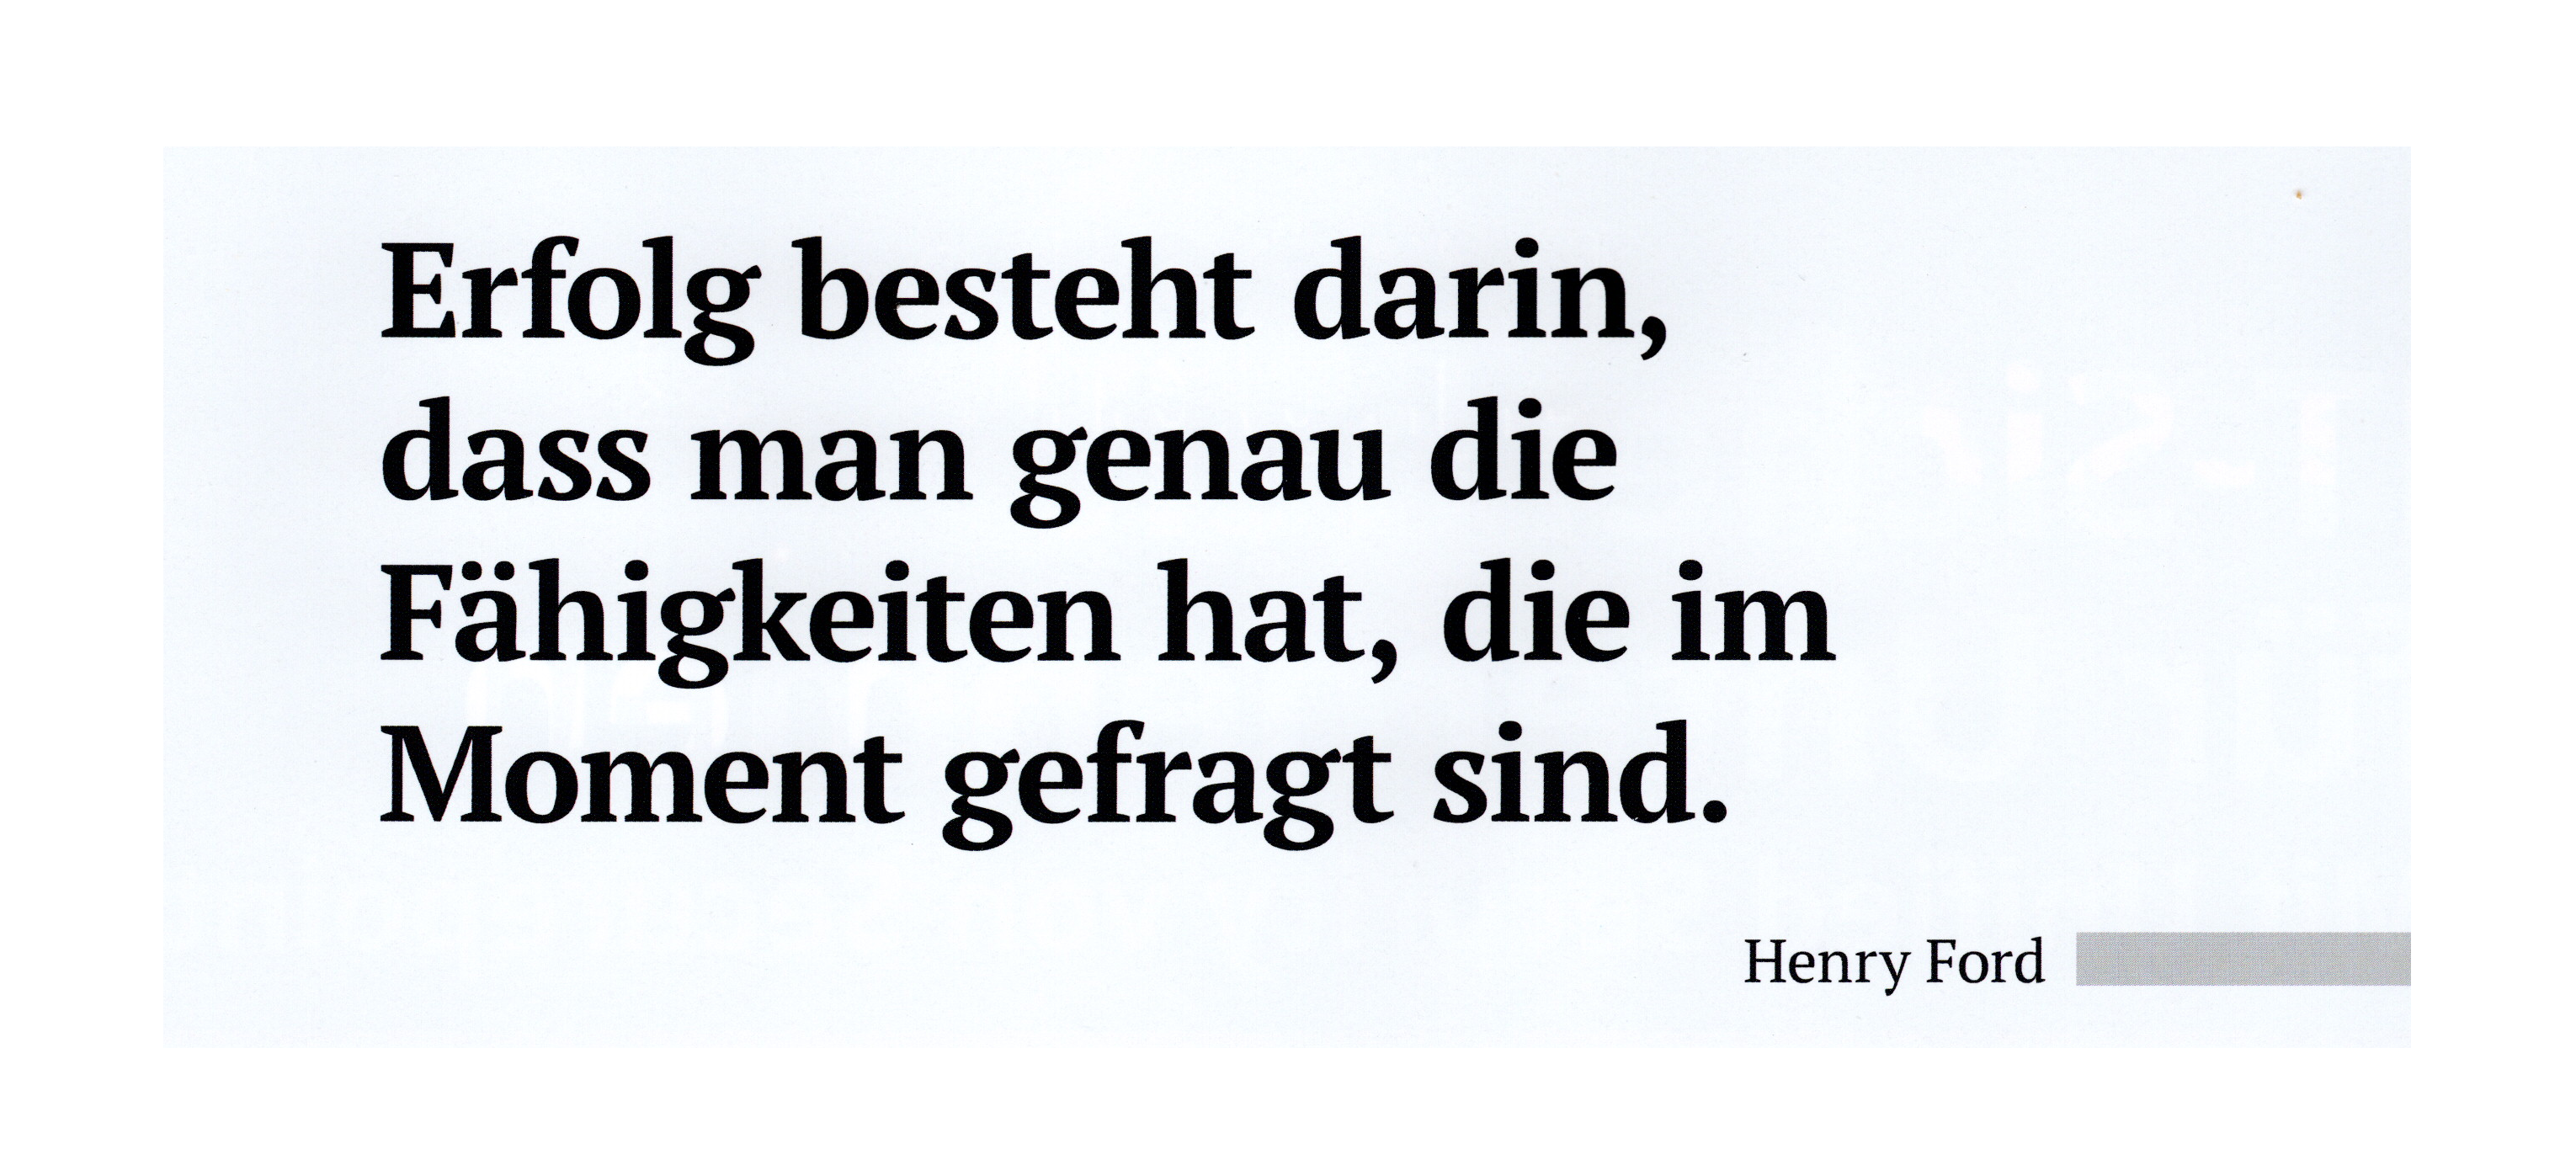 Erfolg besteht darin,
dass man genau die
Fähigkeiten hat, die im
Moment gefragt sind.
Henry Ford